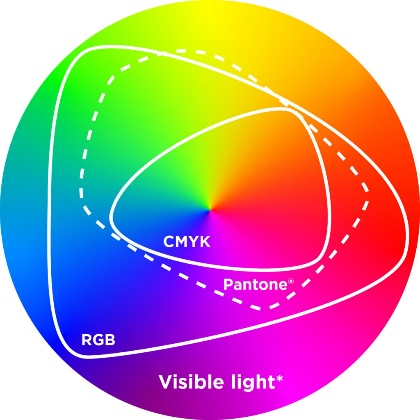 CMYK
Pantone®
RGB
Visible light*